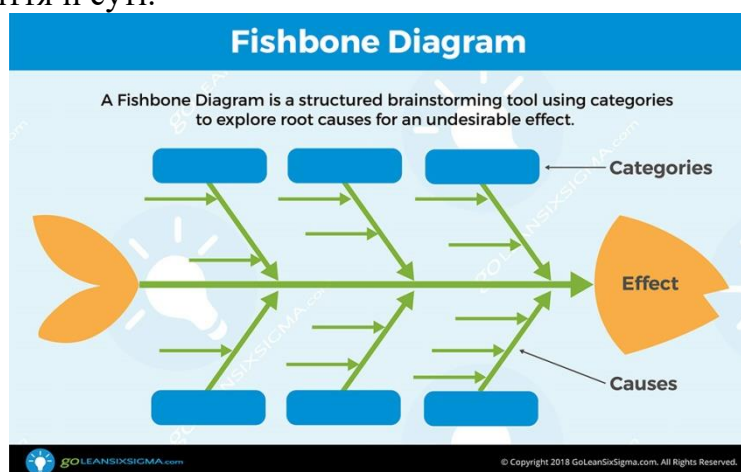 Fishbone Diagram
A Fishbone Diagram is a structured brainstorming tool using categories
to explore root causes for an undesirable effect.
Categories
Effect
Causes
goLEANSIXSIGMA.com
© Copyright 2018 GoLeanSixSigma.com. All Rights Reserved.